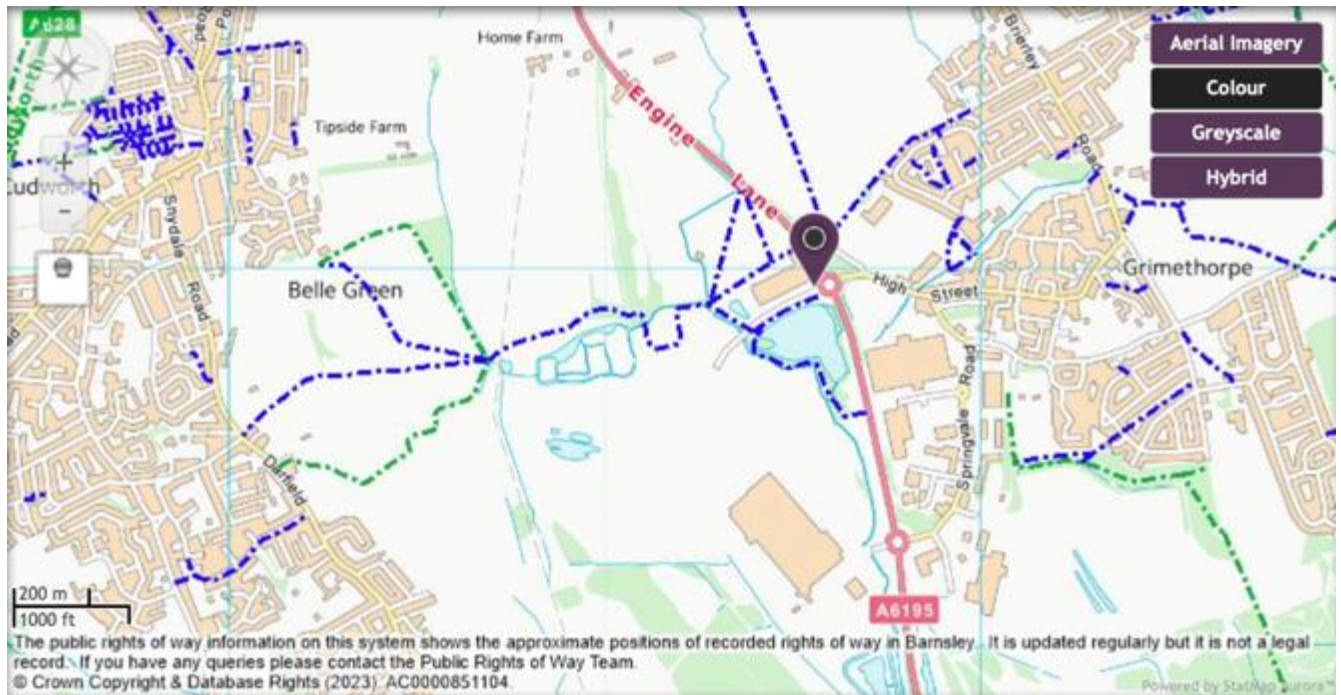 A628
Road
Home Farm
Brierley
Aerial Imagery
Colour
Greyscale
Hybrid
Engine Lane
Tipside Farm
Road
Cudworth
+
-
Snydale Road
Belle Green
High Street
Grimethorpe
Springvale Road
Darfield
200 m
1000 ft
A6195
The public rights of way information on this system shows the approximate positions of recorded rights of way in Barnsley. It is updated regularly but it is not a legal
record. If you have any queries please contact the Public Rights of Way Team.
© Crown Copyright & Database Rights (2023). AC0000851104.
Powered by StatMap Aurora™